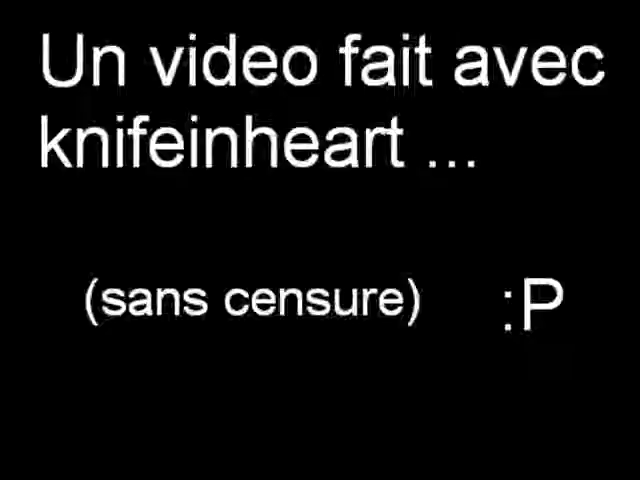 Un video fait avec
knifeinheart ...
(sans censure) :P